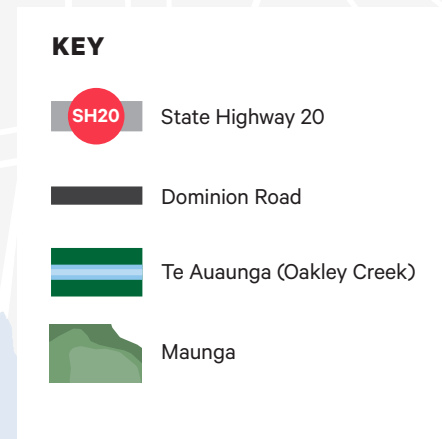 KEY
SH20 State Highway 20
Dominion Road
Te Auaunga (Oakley Creek)
Maunga